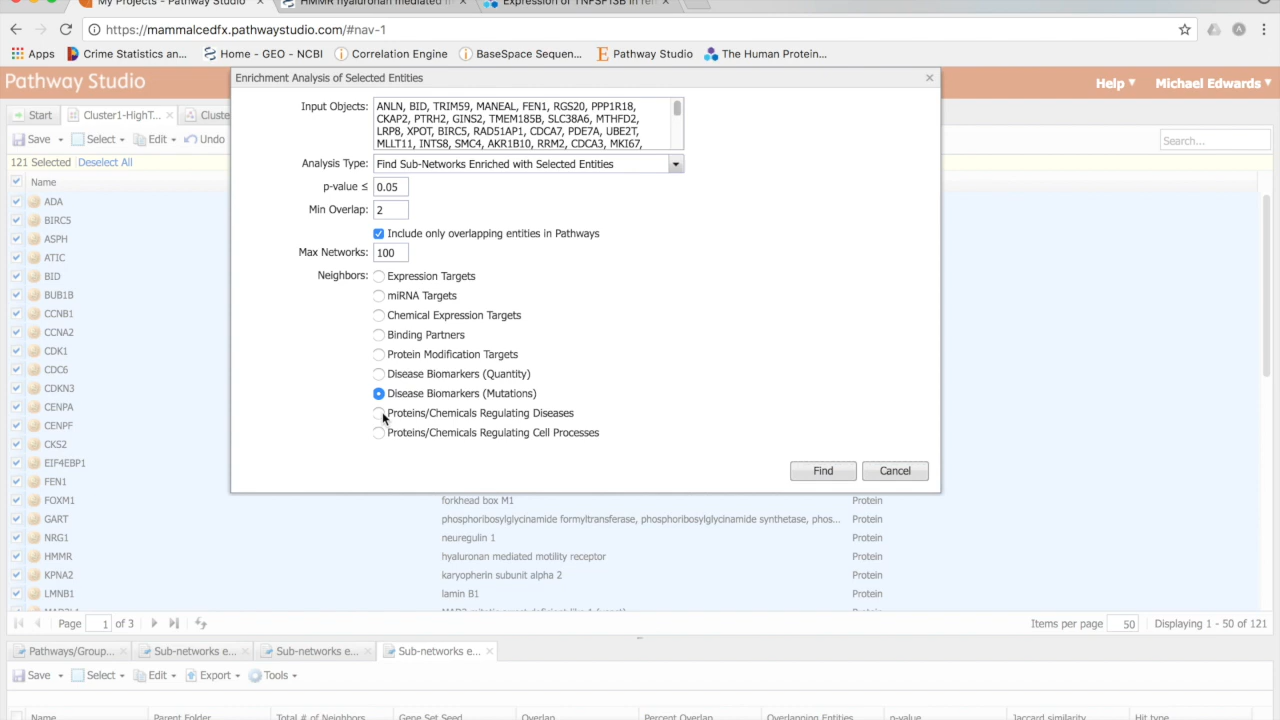 My Projects - Pathway Studio
HMMR hyaluronan mediated m
Expression of TNFSF13B in ren
https://mammalcedfx.pathwaystudio.com/#nav-1
Apps
Crime Statistics an...
Home - GEO - NCBI
Correlation Engine
BaseSpace Sequen...
Pathway Studio
The Human Protein...
Pathway Studio
Help
Michael Edwards
Start
Cluster1-HighT...
Cluste
Save
Select
Edit
Undo
Search...
121 Selected Deselect All
Name
ADA
BIRC5
ASPH
ATIC
BID
BUB1B
CCNB1
CCNA2
CDK1
CDC6
CDKN3
CENPA
CENPF
CKS2
EIF4EBP1
FEN1
FOXM1 forkhead box M1 Protein
GART phosphoribosylglycinamide formyltransferase, phosphoribosylglycinamide synthetase, phos... Protein
NRG1 neuregulin 1 Protein
HMMR hyaluronan mediated motility receptor Protein
KPNA2 karyopherin subunit alpha 2 Protein
LMNB1 lamin B1 Protein
Enrichment Analysis of Selected Entities
Input Objects: ANLN, BID, TRIM59, MANEAL, FEN1, RGS20, PPP1R18,
CKAP2, PTRH2, GINS2, TMEM185B, SLC38A6, MTHFD2,
LRP8, XPOT, BIRC5, RAD51AP1, CDCA7, PDE7A, UBE2T,
MLLT11, INTS8, SMC4, AKR1B10, RRM2, CDCA3, MKI67,
Analysis Type: Find Sub-Networks Enriched with Selected Entities
p-value ≤ 0.05
Min Overlap: 2
Include only overlapping entities in Pathways
Max Networks: 100
Neighbors: Expression Targets
miRNA Targets
Chemical Expression Targets
Binding Partners
Protein Modification Targets
Disease Biomarkers (Quantity)
Disease Biomarkers (Mutations)
Proteins/Chemicals Regulating Diseases
Proteins/Chemicals Regulating Cell Processes
Find
Cancel
Page 1 of 3
Items per page 50
Displaying 1 - 50 of 121
Pathways/Group...
Sub-networks e...
Sub-networks e...
Sub-networks e...
Save
Select
Edit
Export
Tools
Name Parent Folder Total # of Neighbors Gene Set Seed Overlap Percent Overlap Overlapping Entities p-value Jaccard similarity Hit type